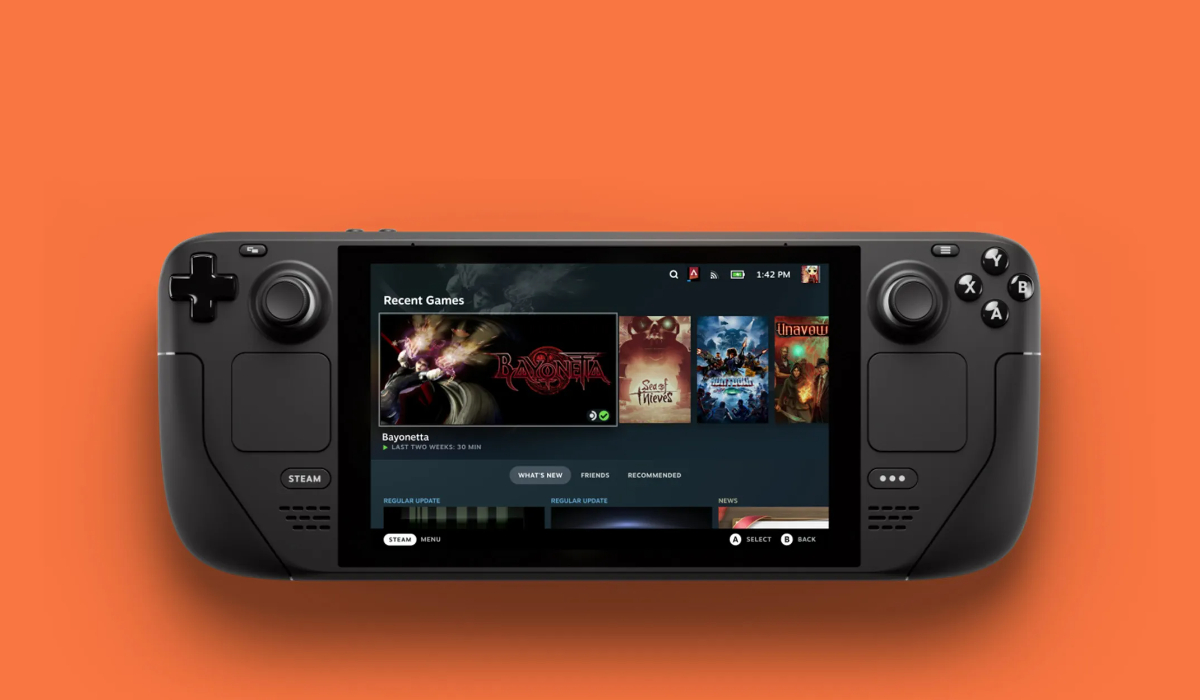 1:42 PM
Recent Games
BAYONETTA
Sea of Thieves
Unavow
Bayonetta
LAST TWO WEEKS: 30 MIN
WHAT'S NEW FRIENDS RECOMMENDED
REGULAR UPDATE REGULAR UPDATE NEWS
STEAM MENU A SELECT B BACK
STEAM
Y
X
B
A